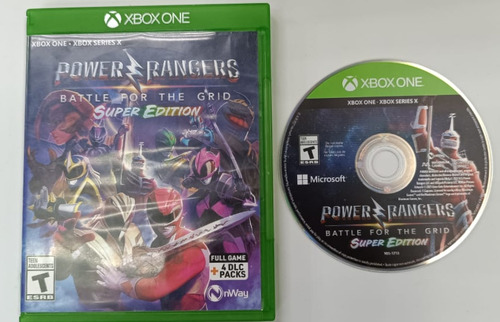 XBOX ONE
XBOX ONE • XBOX SERIES X
POWER RANGERS
BATTLE FOR THE GRID
SUPER EDITION
FULL GAME
+ 4 DLC
PACKS
TEEN
ADOLESCENTS
T
ESRB
nWay
XBOX ONE
XBOX ONE • XBOX SERIES X
T
ESRB
Microsoft
POWER RANGERS
BATTLE FOR THE GRID
SUPER EDITION